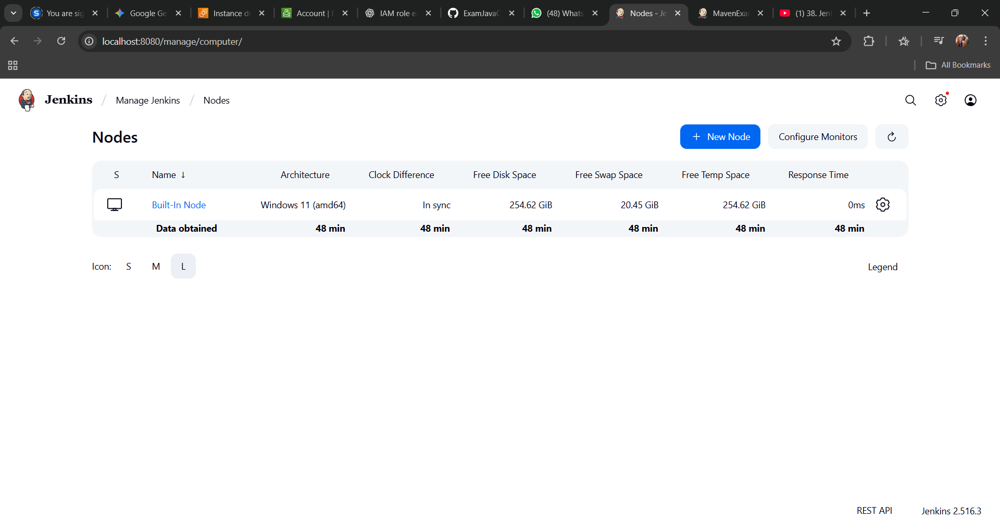 You are sig
Google Ge
Instance de
Account | E
IAM role e
ExamJavaC
(48) Whats
Nodes - Je
MavenExa
(1) 38. Jen
localhost:8080/manage/computer/
All Bookmarks
Jenkins / Manage Jenkins / Nodes
Nodes
+ New Node
Configure Monitors
S Name ↓ Architecture Clock Difference Free Disk Space Free Swap Space Free Temp Space Response Time
Built-In Node Windows 11 (amd64) In sync 254.62 GiB 20.45 GiB 254.62 GiB 0ms
Data obtained 48 min 48 min 48 min 48 min 48 min 48 min
Icon: S M L
Legend
REST API
Jenkins 2.516.3